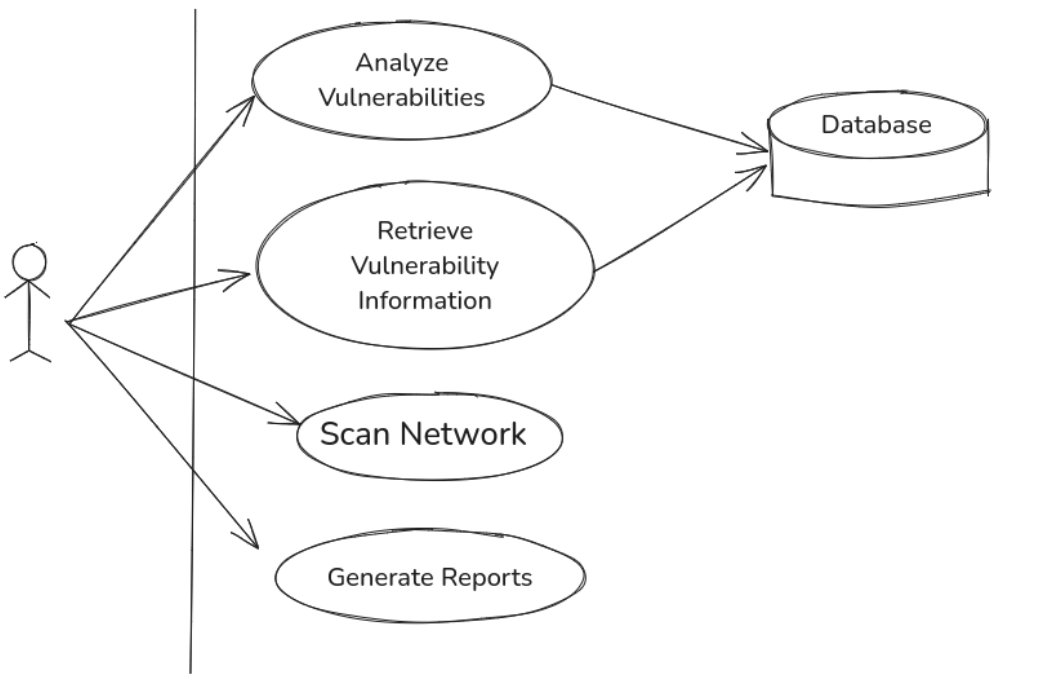 Analyze
Vulnerabilities
Database
Retrieve
Vulnerability
Information
Scan Network
Generate Reports